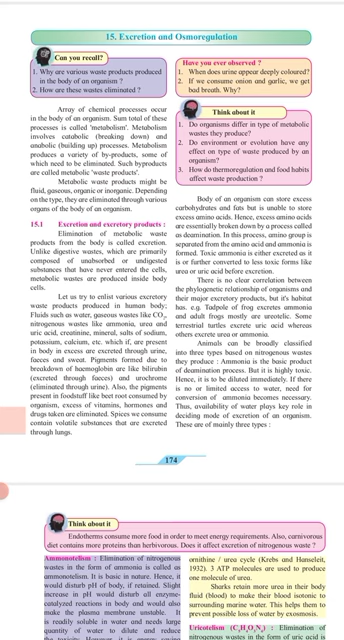 15. Excretion and Osmoregulation
Can you recall?
1. Why are various waste products produced
in the body of an organism ?
2. How are these wastes eliminated ?
Array of chemical processes occur
in the body of an organism. Sum total of these
processes is called 'metabolism'. Metabolism
involves catabolic (breaking down) and
anabolic (building up) processes. Metabolism
produces a variety of by-products, some of
which need to be eliminated. Such byproducts
are called metabolic 'waste products'.
Metabolic waste products might be
fluid, gaseous, organic or inorganic. Depending
on the type, they are eliminated through various
organs of the body of an organism.
15.1 Excretion and excretory products :
Elimination of metabolic waste
products from the body is called excretion.
Unlike digestive wastes, which are primarily
composed of unabsorbed or undigested
substances that have never entered the cells,
metabolic wastes are produced inside body
cells.
Let us try to enlist various excretory
waste products produced in human body;
Fluids such as water, gaseous wastes like CO₂,
nitrogenous wastes like ammonia, urea and
uric acid, creatinine, mineral, salts of sodium,
potassium, calcium, etc. which if, are present
in body in excess are excreted through urine,
faeces and sweat. Pigments formed due to
breakdown of haemoglobin are like bilirubin
(excreted through faeces) and urochrome
(eliminated through urine). Also, the pigments
present in foodstuff like beet root consumed by
organism, excess of vitamins, hormones and
drugs taken are eliminated. Spices we consume
contain volatile substances that are excreted
through lungs.
Have you ever observed ?
1. When does urine appear deeply coloured?
2. If we consume onion and garlic, we get
bad breath. Why?
Think about it
1. Do organisms differ in type of metabolic
wastes they produce?
2. Do environment or evolution have any
effect on type of waste produced by an
organism?
3. How do thermoregulation and food habits
affect waste production ?
Body of an organism can store excess
carbohydrates and fats but is unable to store
excess amino acids. Hence, excess amino acids
are essentially broken down by a process called
as deamination. In this process, amino group is
separated from the amino acid and ammonia is
formed. Toxic ammonia is either excreted as it
is or further converted to less toxic forms like
urea or uric acid before excretion.
There is no clear correlation between
the phylogenetic relationship of organisms and
their major excretory products, but it's habitat
has. e.g. Tadpole of frog excretes ammonia
and adult frogs mostly are ureotelic. Some
terrestrial turtles excrete uric acid whereas
others excrete urea or ammonia.
Animals can be broadly classified
into three types based on nitrogenous wastes
they produce : Ammonia is the basic product
of deamination process. But it is highly toxic.
Hence, it is to be diluted immediately. If there
is no or limited access to water, need for
conversion of ammonia becomes necessary.
Thus, availability of water plays key role in
deciding mode of excretion of an organism.
These are of mainly three types :
174
Think about it
Endotherms consume more food in order to meet energy requirements. Also, carnivorous
diet contains more proteins than herbivorous. Does it affect excretion of nitrogenous waste ?
Ammonotelism : Elimination of nitrogenous
wastes in the form of ammonia is called as
ammonotelism. It is basic in nature. Hence, it
would disturb pH of body, if retained. Slight
increase in pH would disturb all enzyme-
catalyzed reactions in body and would also
make the plasma membrane unstable. It
is readily soluble in water and needs large
quantity of water to dilute and reduce
ornithine / urea cycle (Krebs and Hanseleit,
1932). 3 ATP molecules are used to produce
one molecule of urea.
Sharks retain more urea in their body
fluid (blood) to make their blood isotonic to
surrounding marine water. This helps them to
prevent possible loss of water by exosmosis.
Uricotelism (C₅H₄O₃N₄) : Elimination of
nitrogenous wastes in the form of uric acid is